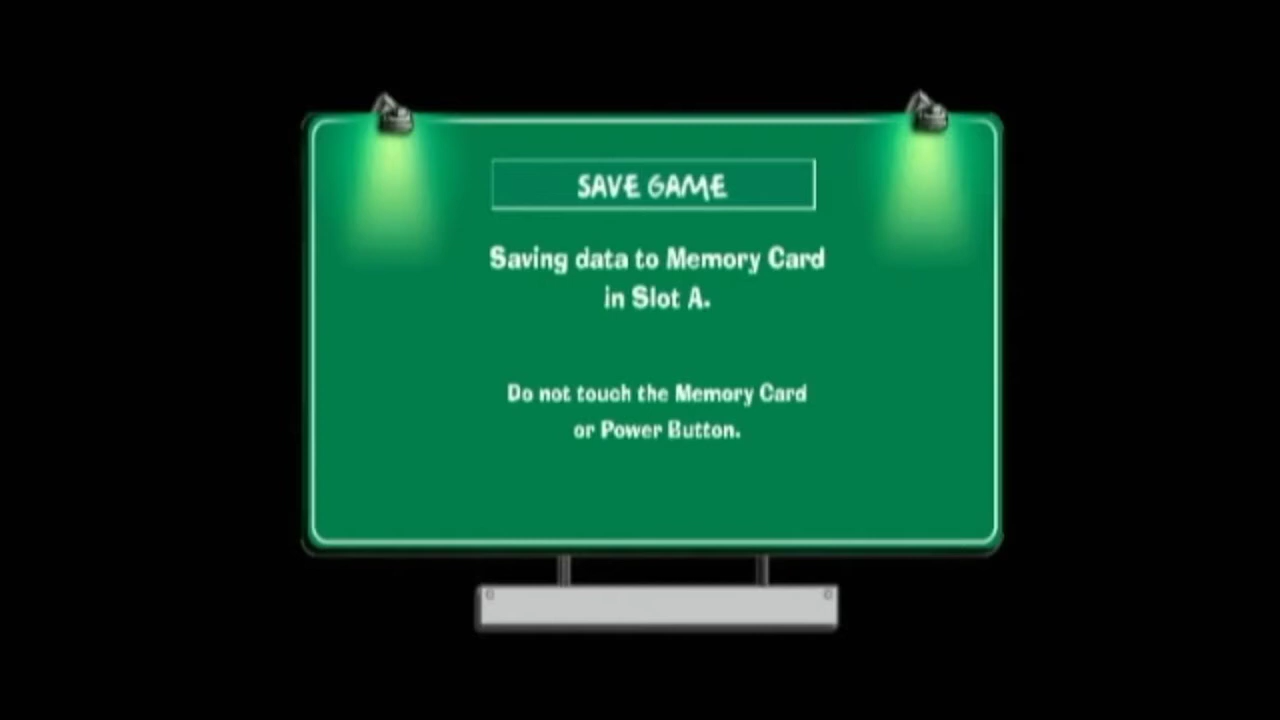 SAVE GAME
Saving data to Memory Card
in Slot A.
Do not touch the Memory Card
or Power Button.